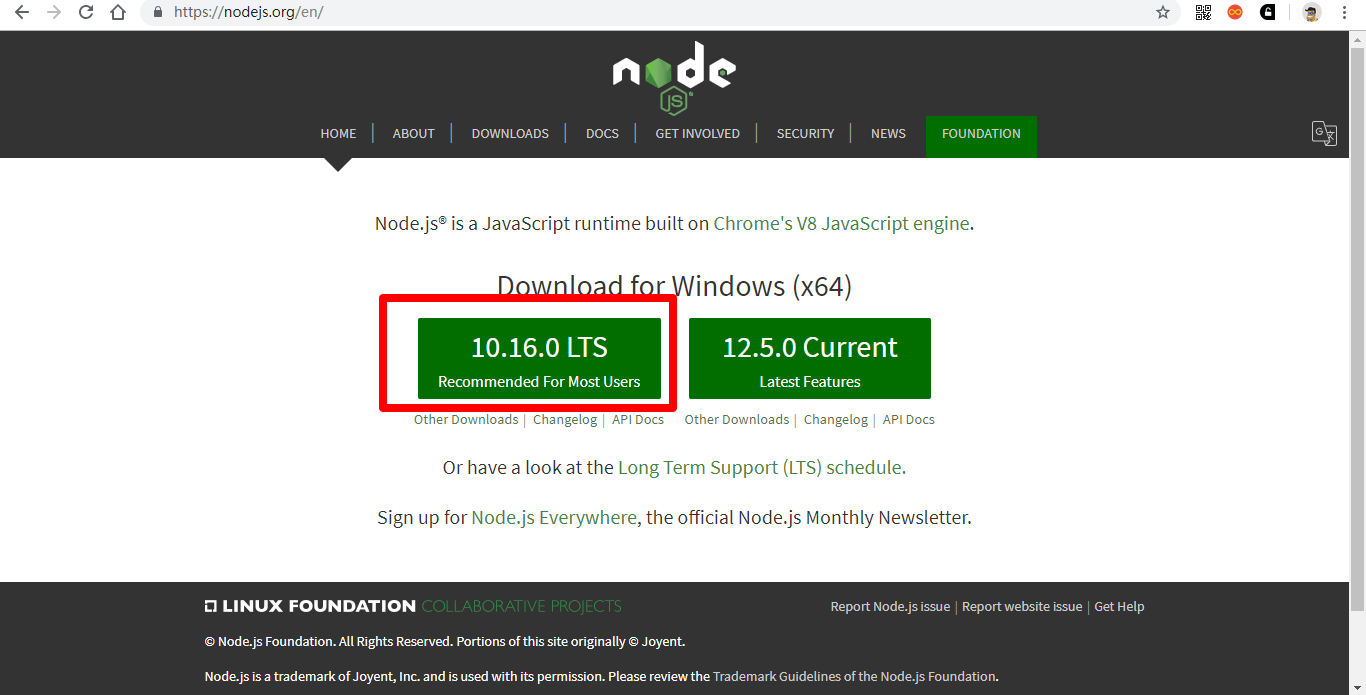 https://nodejs.org/en/
node
JS
HOME | ABOUT | DOWNLOADS | DOCS | GET INVOLVED | SECURITY | NEWS FOUNDATION
Node.js® is a JavaScript runtime built on Chrome's V8 JavaScript engine.
Download for Windows (x64)
10.16.0 LTS
Recommended For Most Users
12.5.0 Current
Latest Features
Other Downloads | Changelog | API Docs
Other Downloads | Changelog | API Docs
Or have a look at the Long Term Support (LTS) schedule.
Sign up for Node.js Everywhere, the official Node.js Monthly Newsletter.
LINUX FOUNDATION COLLABORATIVE PROJECTS
Report Node.js issue | Report website issue | Get Help
© Node.js Foundation. All Rights Reserved. Portions of this site originally © Joyent.
Node.js is a trademark of Joyent, Inc. and is used with its permission. Please review the Trademark Guidelines of the Node.js Foundation.